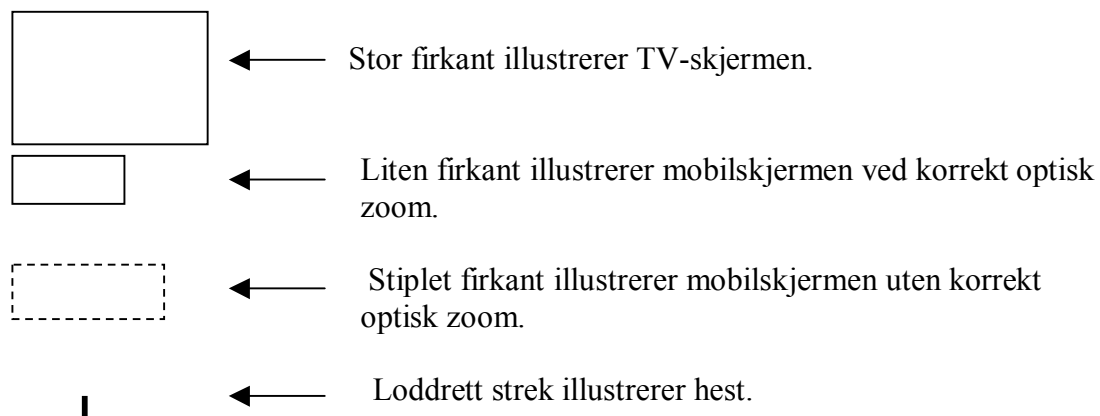 Stor firkant illustrerer TV-skjermen.
Liten firkant illustrerer mobilskjermen ved korrekt optisk
zoom.
Stiplet firkant illustrerer mobilskjermen uten korrekt
optisk zoom.
Loddrett strek illustrerer hest.